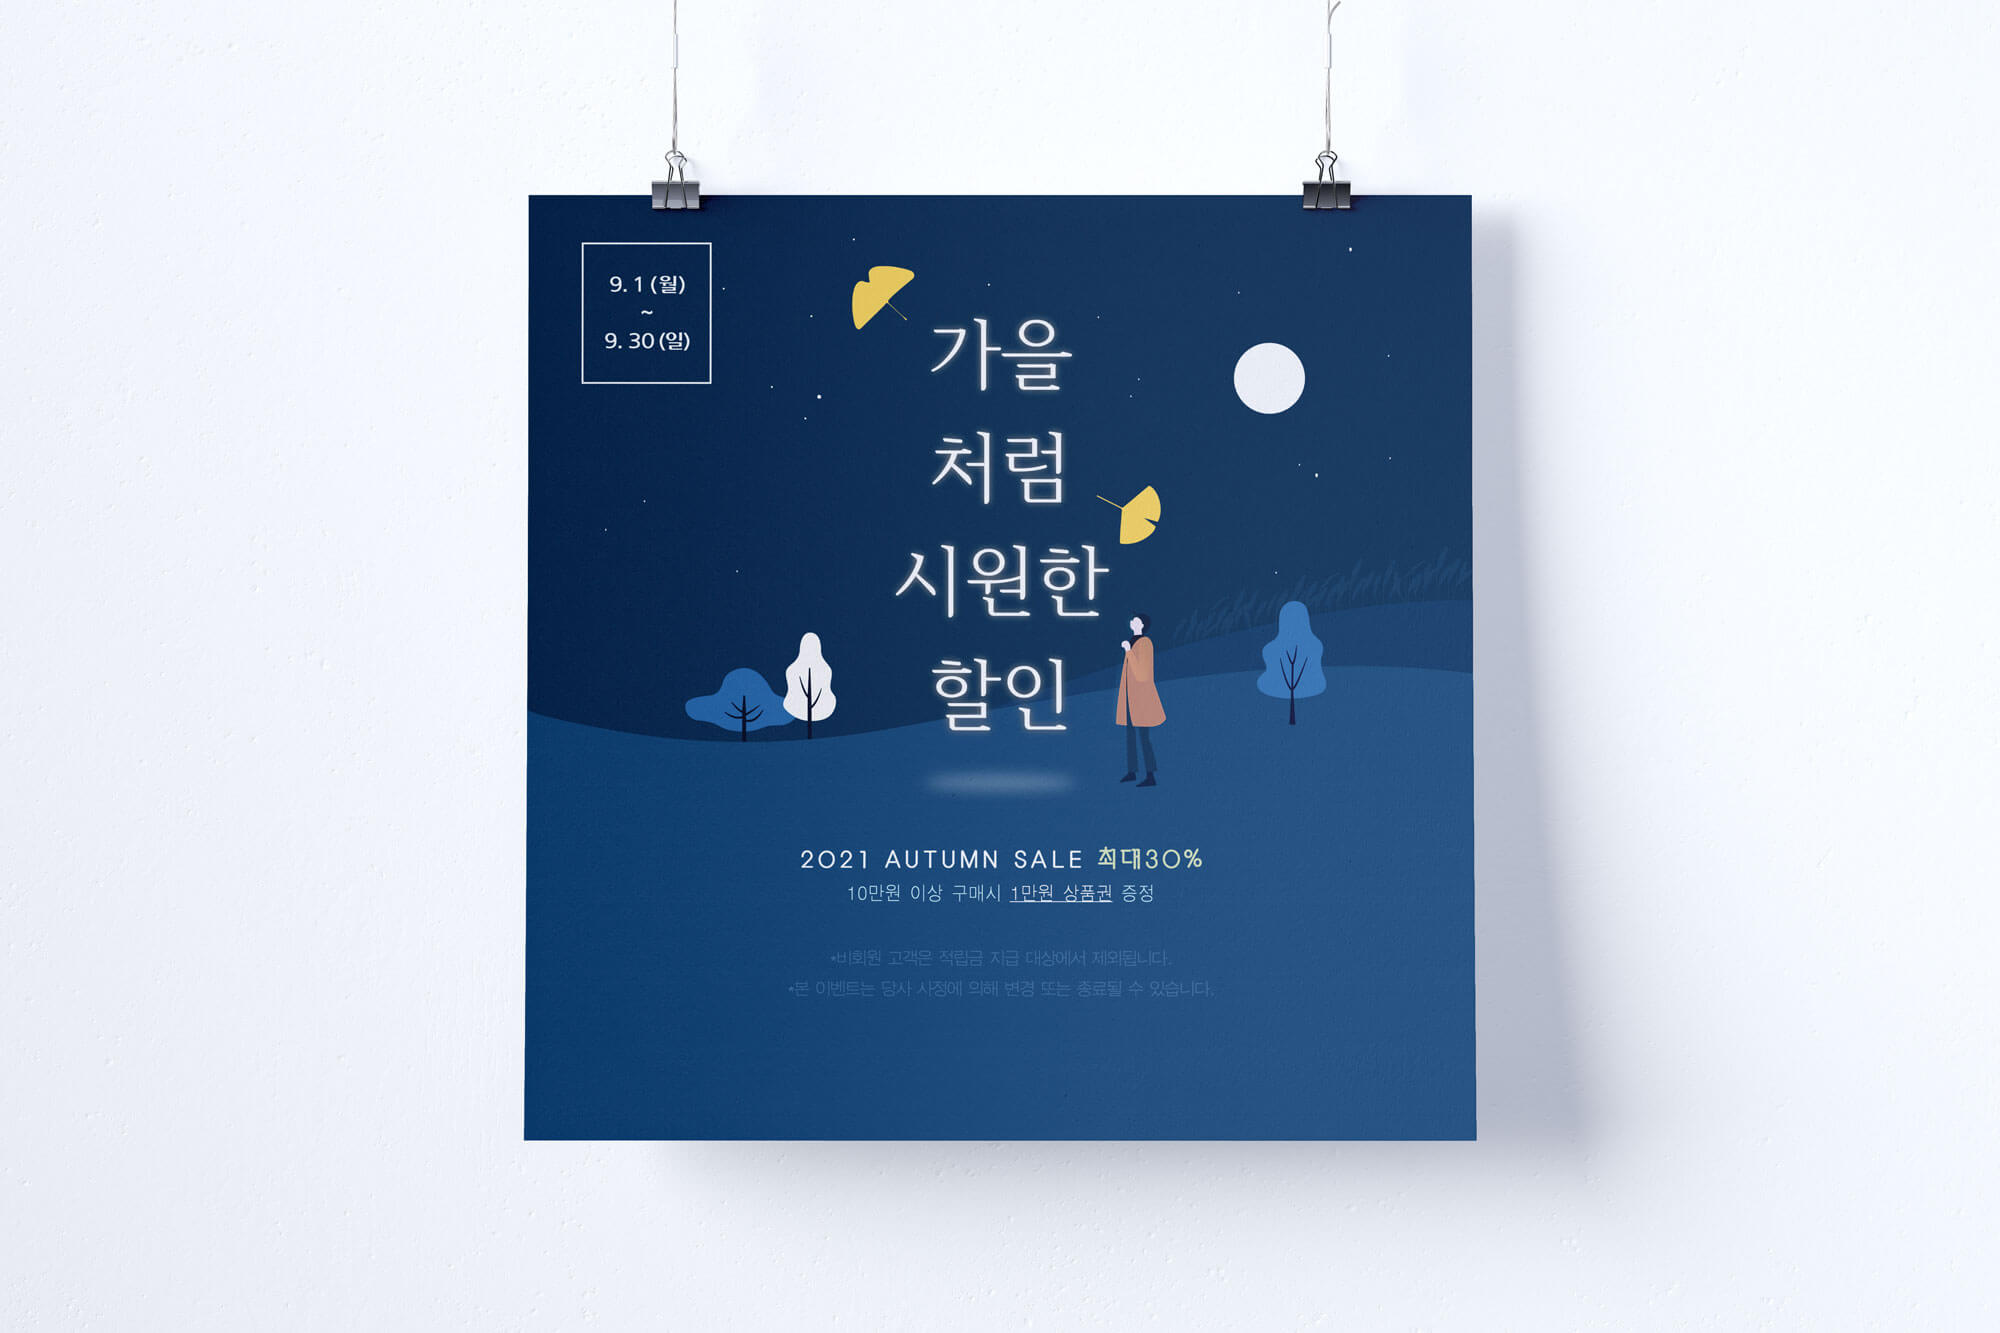 9. 1 (월)
~
9. 30 (일)
가을
처럼
시원한
할인
2021 AUTUMN SALE 최대30%
10만원 이상 구매시 1만원 상품권 증정
*비회원 고객은 적립금 지급 대상에서 제외됩니다.
*본 이벤트는 당사 사정에 의해 변경 또는 종료될 수 있습니다.